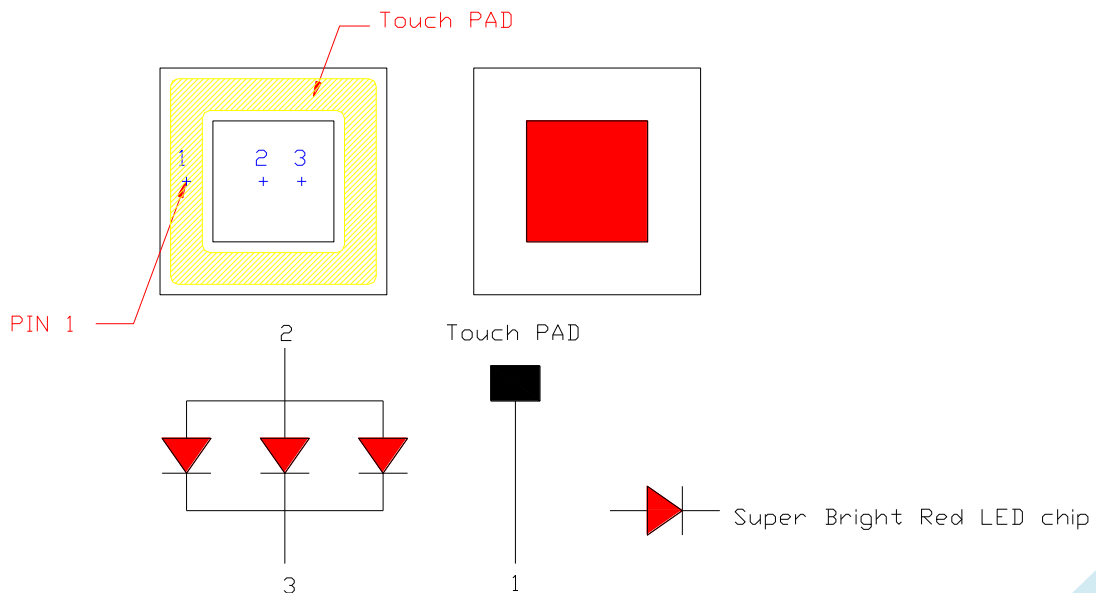 Touch PAD
1 2 3
PIN 1
2
Touch PAD
Super Bright Red LED chip
3
1